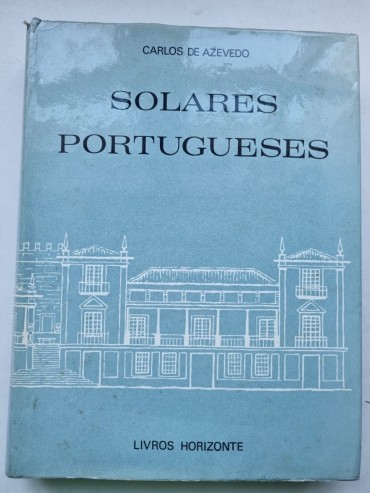 CARLOS DE AZEVEDO
SOLARES
PORTUGUESES
LIVROS HORIZONTE